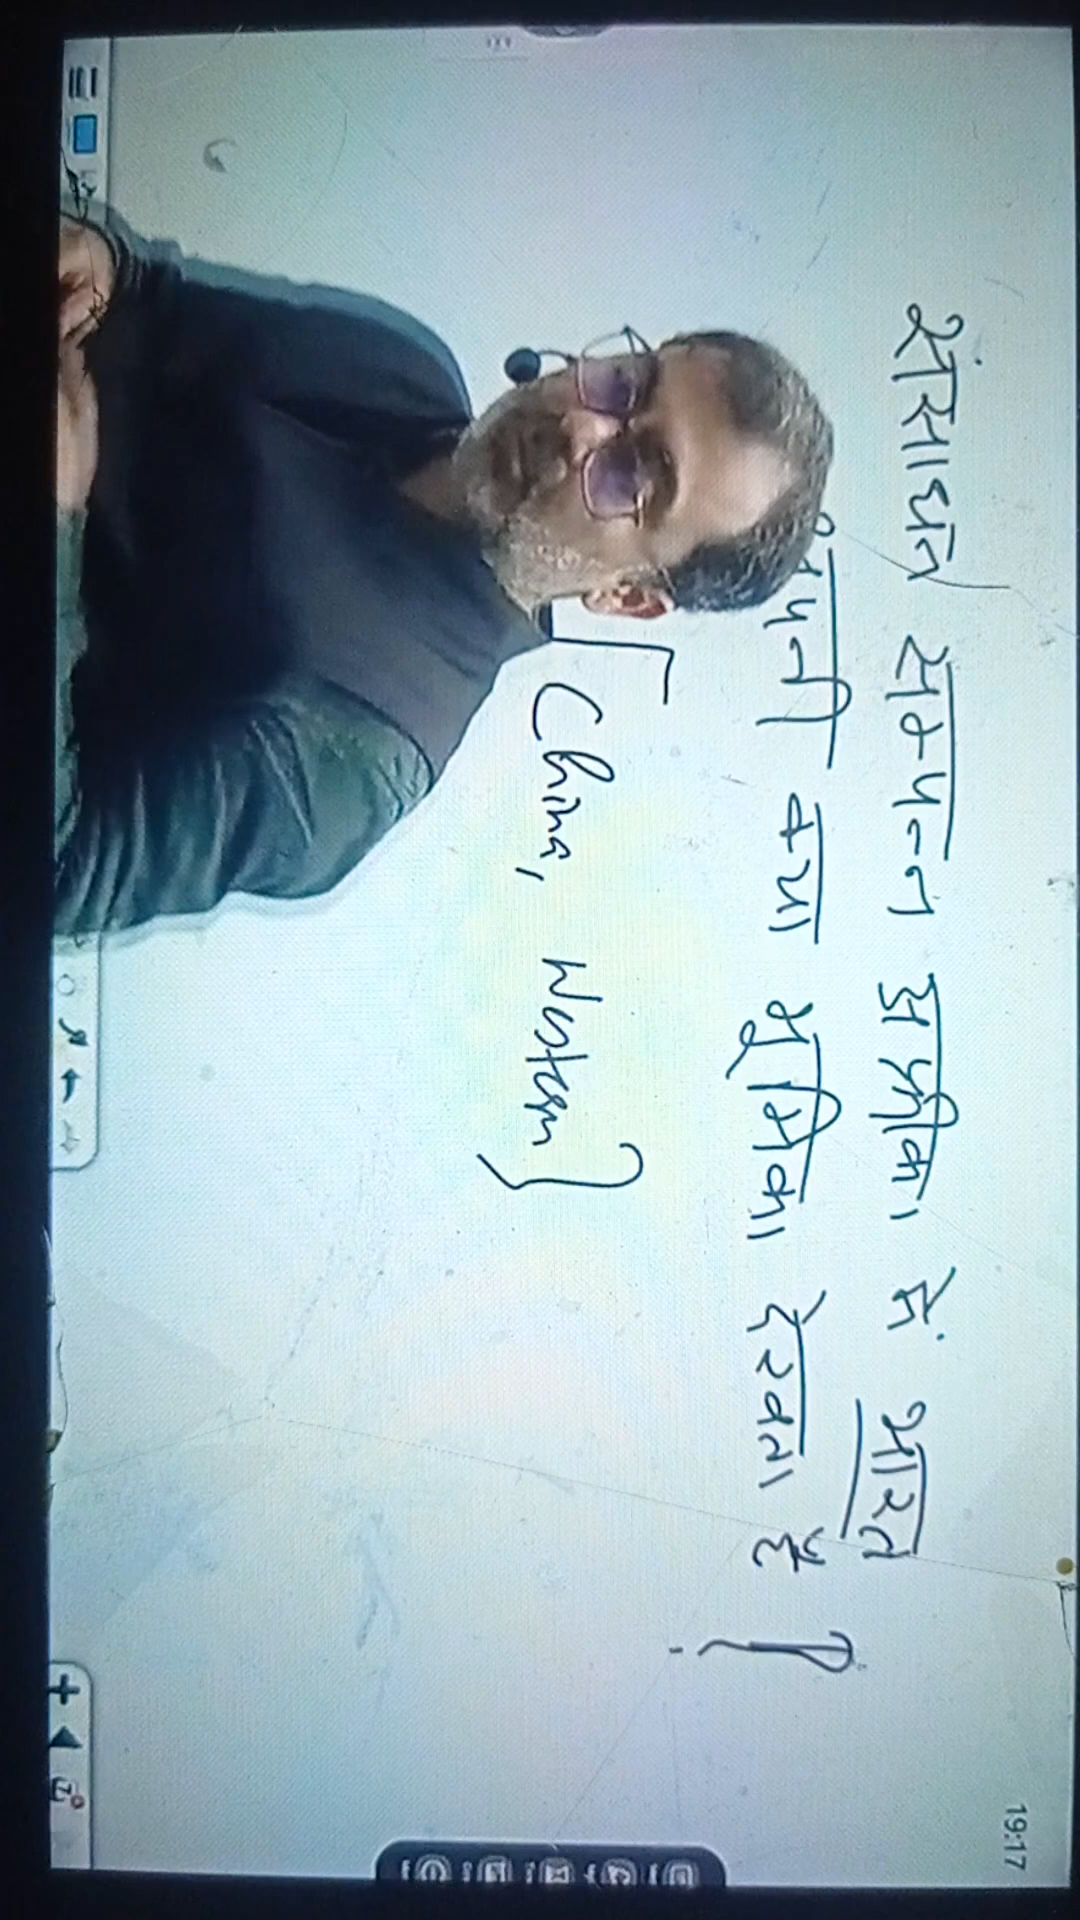 संसाधन सम्पन्न अफ्रीका में भारत
अपनी क्या भूमिका देखता है ?
[China, Western}
19:17